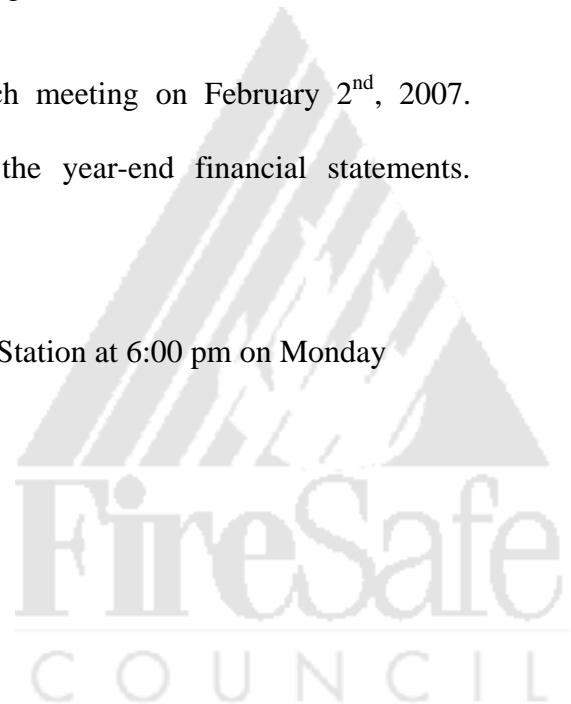 ch meeting on February 2nd, 2007.
the year-end financial statements.
Station at 6:00 pm on Monday
FireSafe
COUNCIL